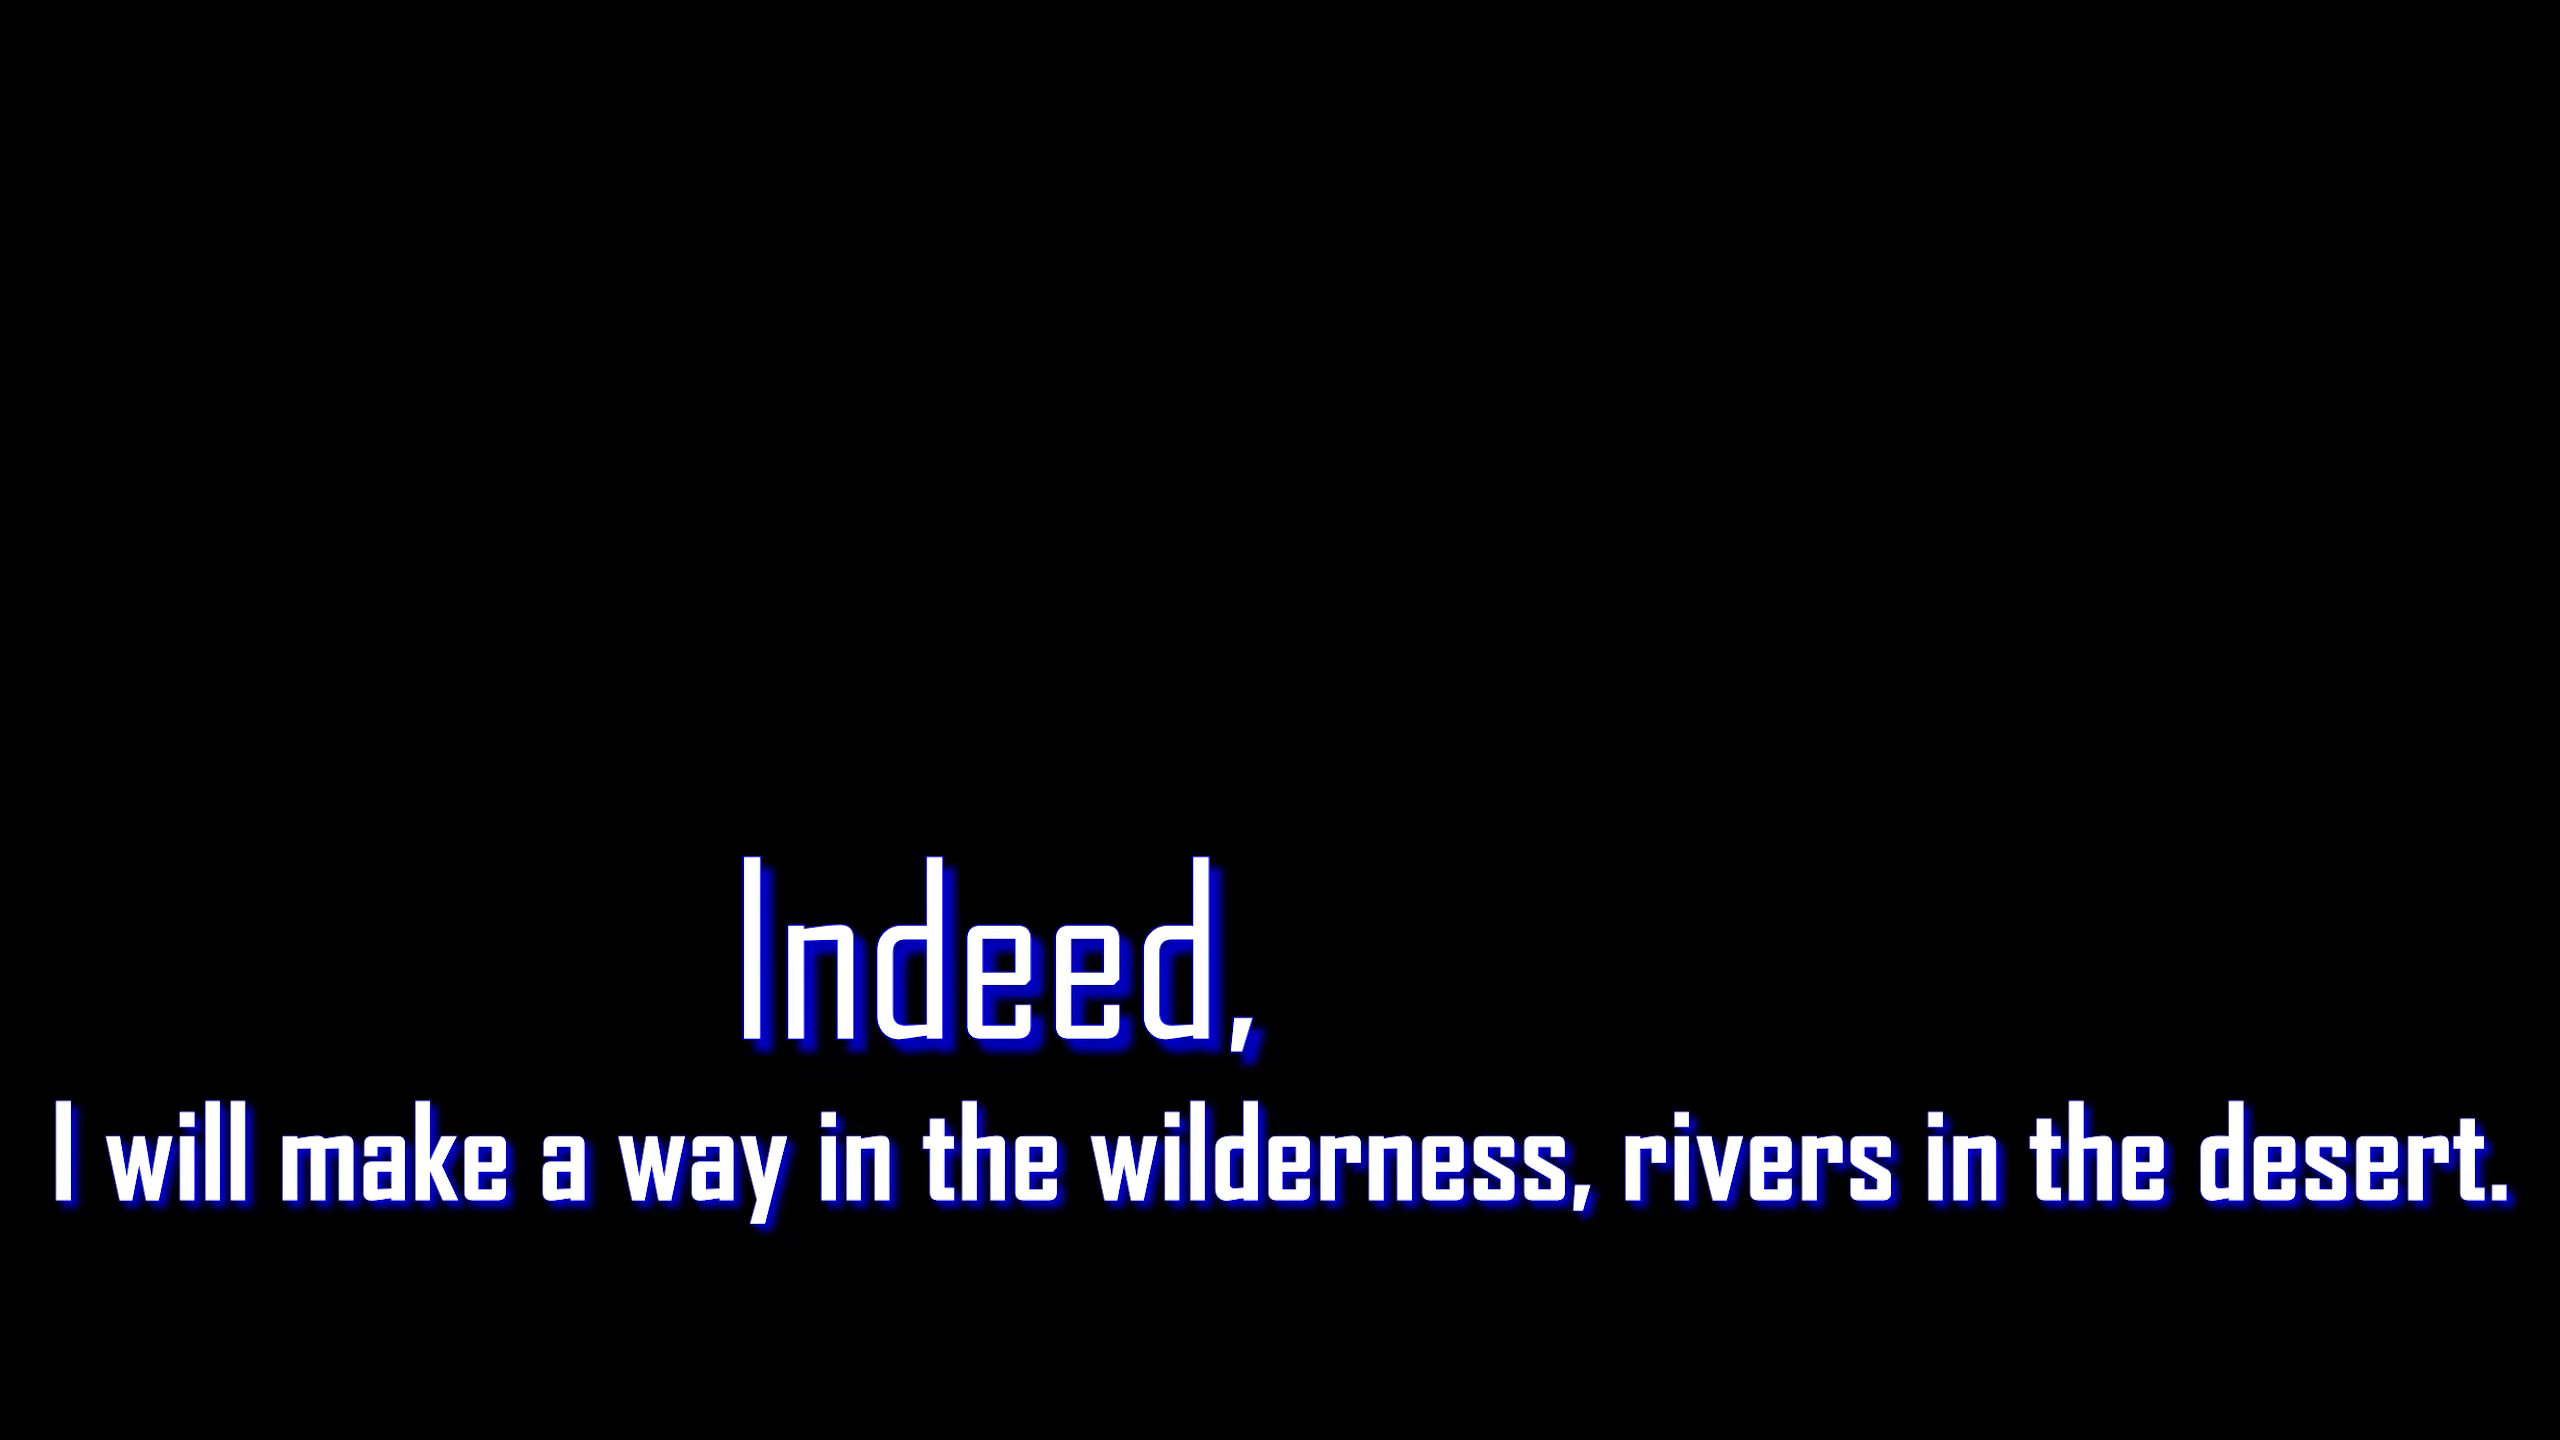 Indeed,
I will make a way in the wilderness, rivers in the desert.